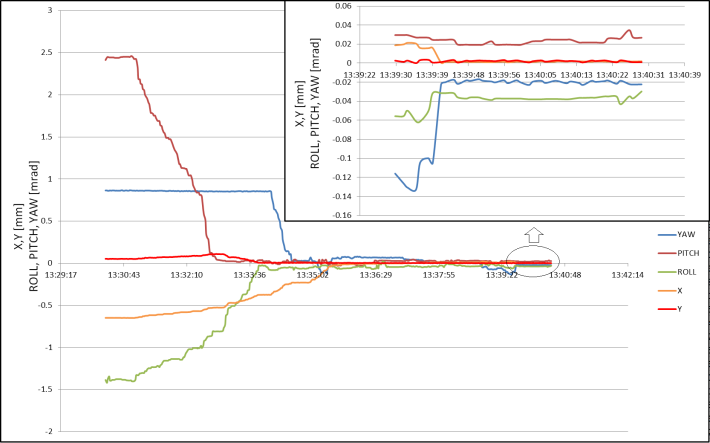 3
2.5
2
1.5
1
0.5
0
-0.5
-1
-1.5
-2
X,Y [mm]
ROLL, PITCH, YAW [mrad]
13:29:17 13:30:43 13:32:10 13:33:36 13:35:02 13:36:29 13:37:55 13:39:22 13:40:48 13:42:14
0.06
0.04
0.02
0
-0.02
-0.04
-0.06
-0.08
-0.1
-0.12
-0.14
-0.16
X,Y [mm]
ROLL, PITCH, YAW [mrad]
13:39:22 13:39:30 13:39:39 13:39:48 13:39:56 13:40:05 13:40:13 13:40:22 13:40:31 13:40:39
YAW
PITCH
ROLL
X
Y